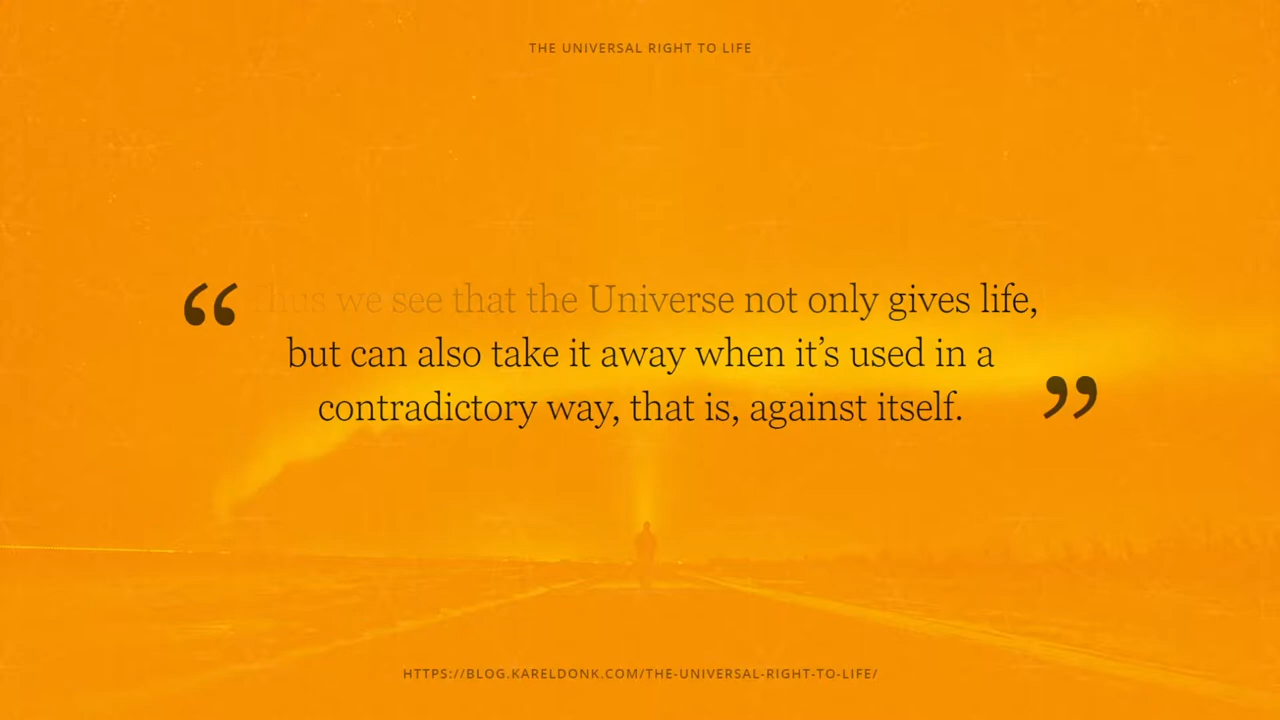 THE UNIVERSAL RIGHT TO LIFE
“Thus we see that the Universe not only gives life,
but can also take it away when it’s used in a
contradictory way, that is, against itself.”
HTTPS://BLOG.KARELDONK.COM/THE-UNIVERSAL-RIGHT-TO-LIFE/